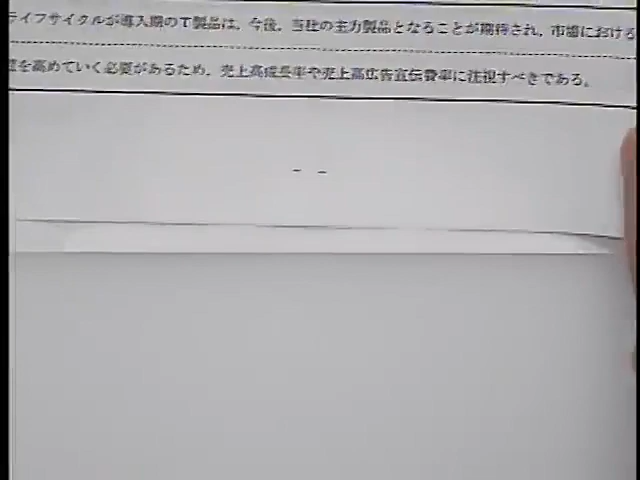 ライフサイクルが導入期のT製品は、今後、当社の主力製品となることが期待され、市場における
を高めていく必要があるため、売上高成長率や売上高広告宣伝費率に注視すべきである。
- -